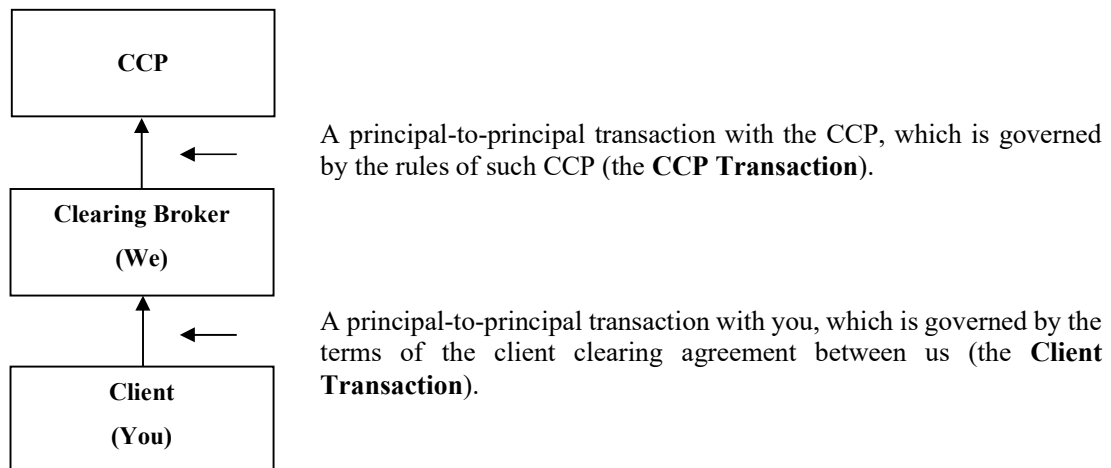 CCP
A principal-to-principal transaction with the CCP, which is governed
by the rules of such CCP (the CCP Transaction).
Clearing Broker
(We)
A principal-to-principal transaction with you, which is governed by the
terms of the client clearing agreement between us (the Client
Transaction).
Client
(You)